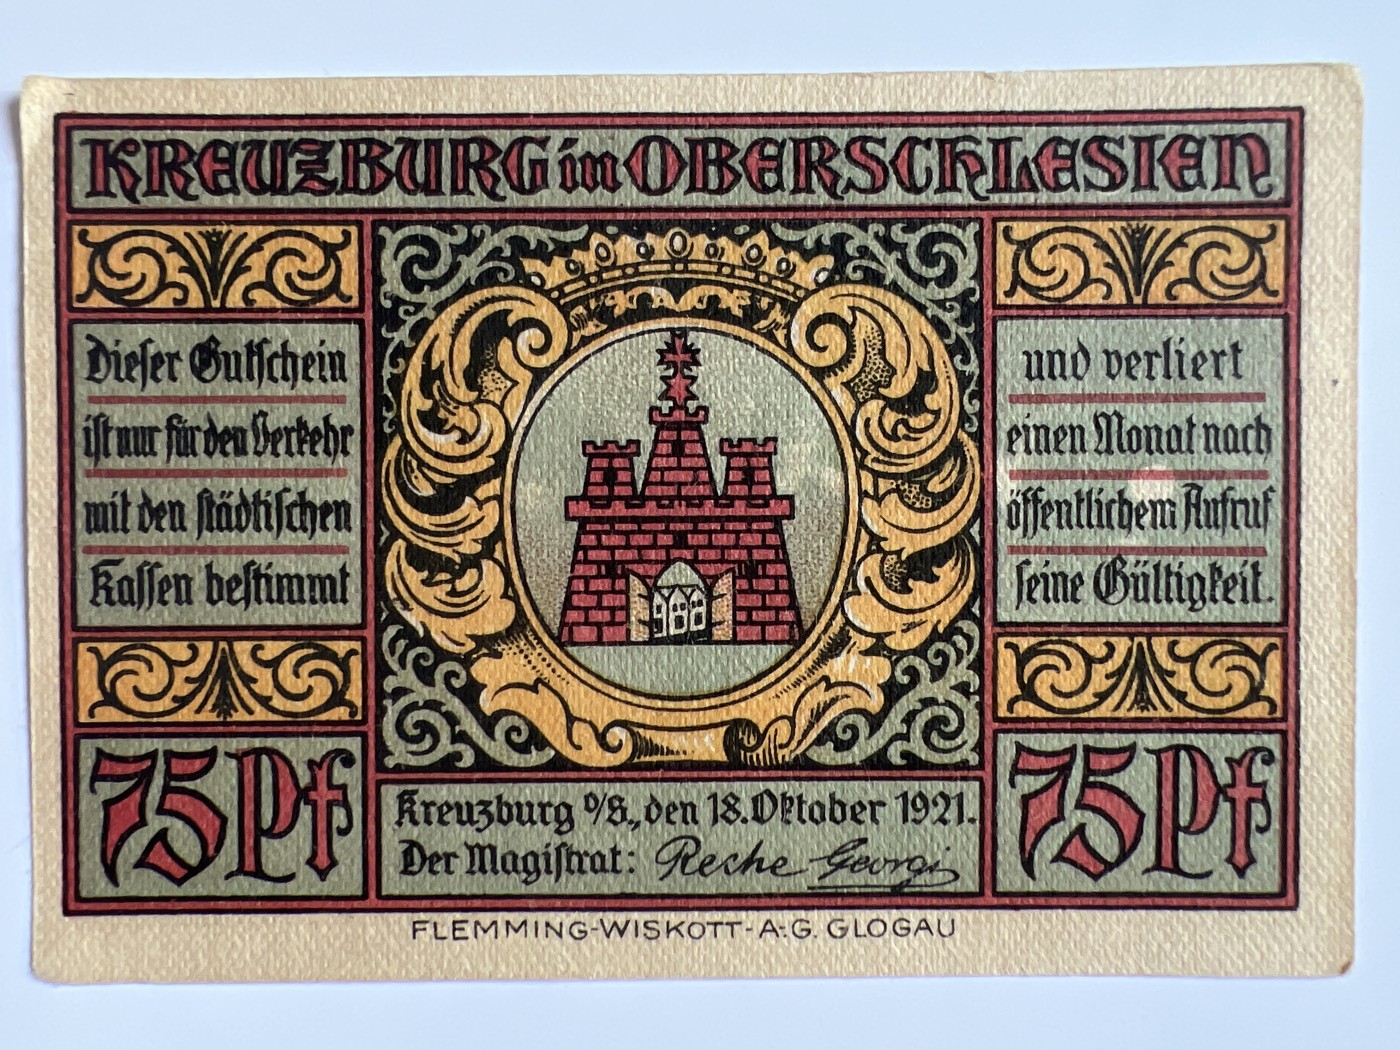 KREUZBURG in OBERSCHLESIEN
Dieser Gutschein
ist nur für den Verkehr
mit den städtischen
Kassen bestimmt
und verliert
einen Monat nach
öffentlichem Aufruf
seine Gültigkeit.
75 Pf
Kreuzburg o/S., den 18. Oktober 1921.
Der Magistrat: Reche Georgi
75 Pf
FLEMMING-WISKOTT-A.-G. GLOGAU